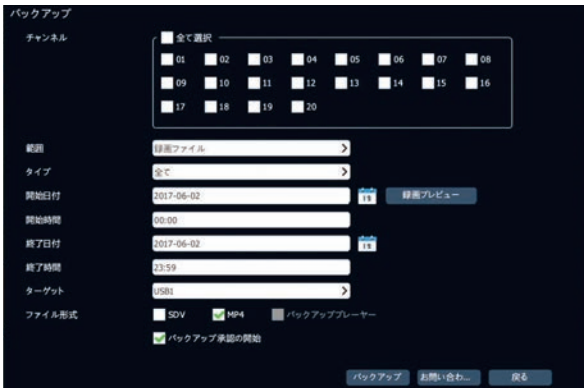 バックアップ
チャンネル 全て選択
01 02 03 04 05 06 07 08
09 10 11 12 13 14 15 16
17 18 19 20
範囲 録画ファイル
タイプ 全て
開始日付 2017-06-02 録画プレビュー
開始時間 00:00
終了日付 2017-06-02
終了時間 23:59
ターゲット USB1
ファイル形式 SDV MP4 バックアッププレーヤー
バックアップ承認の開始
バックアップ お問い合わ... 戻る